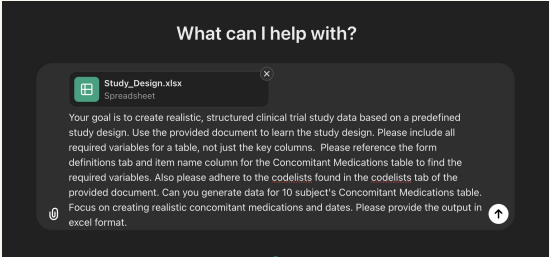 What can I help with?
Study_Design.xlsx
Spreadsheet
Your goal is to create realistic, structured clinical trial study data based on a predefined
study design. Use the provided document to learn the study design. Please include all
required variables for a table, not just the key columns.  Please reference the form
definitions tab and item name column for the Concomitant Medications table to find the
required variables. Also please adhere to the codelists found in the codelists tab of the
provided document. Can you generate data for 10 subject's Concomitant Medications table.
Focus on creating realistic concomitant medications and dates. Please provide the output in
excel format.